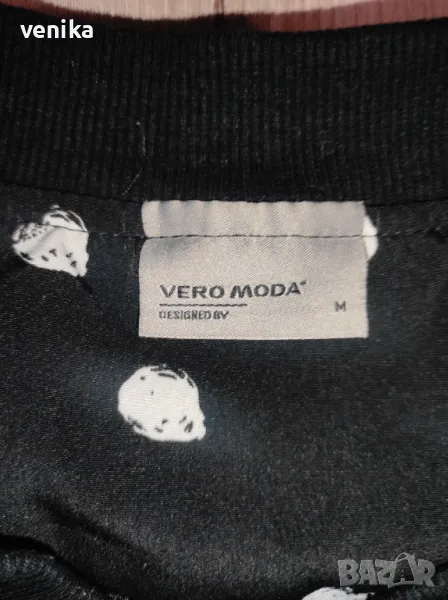 venika
VERO MODA
DESIGNED BY
M
BAZAR